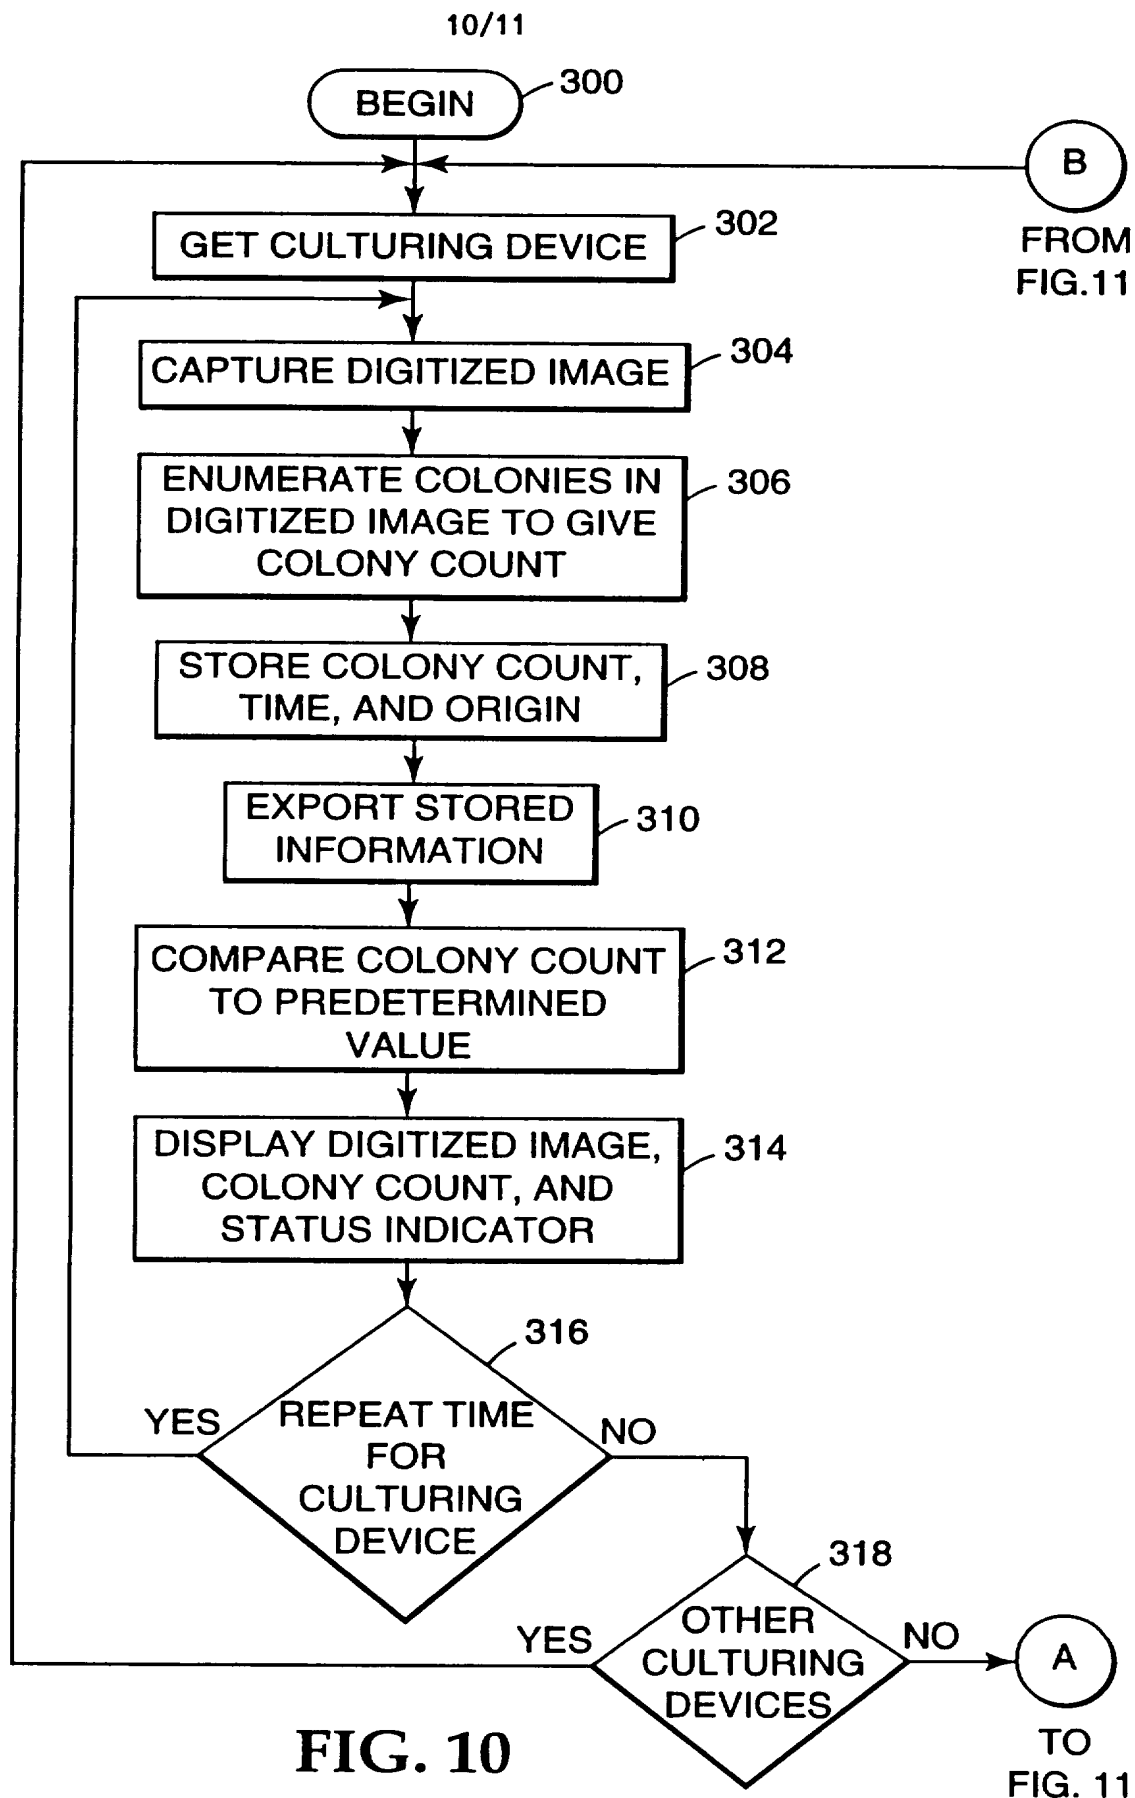 10/11
BEGIN
300
B
FROM
FIG.11
GET CULTURING DEVICE
302
CAPTURE DIGITIZED IMAGE
304
ENUMERATE COLONIES IN
DIGITIZED IMAGE TO GIVE
COLONY COUNT
306
STORE COLONY COUNT,
TIME, AND ORIGIN
308
EXPORT STORED
INFORMATION
310
COMPARE COLONY COUNT
TO PREDETERMINED
VALUE
312
DISPLAY DIGITIZED IMAGE,
COLONY COUNT, AND
STATUS INDICATOR
314
316
YES
REPEAT TIME
FOR
CULTURING
DEVICE
NO
318
YES
OTHER
CULTURING
DEVICES
NO
A
TO
FIG. 11
FIG. 10